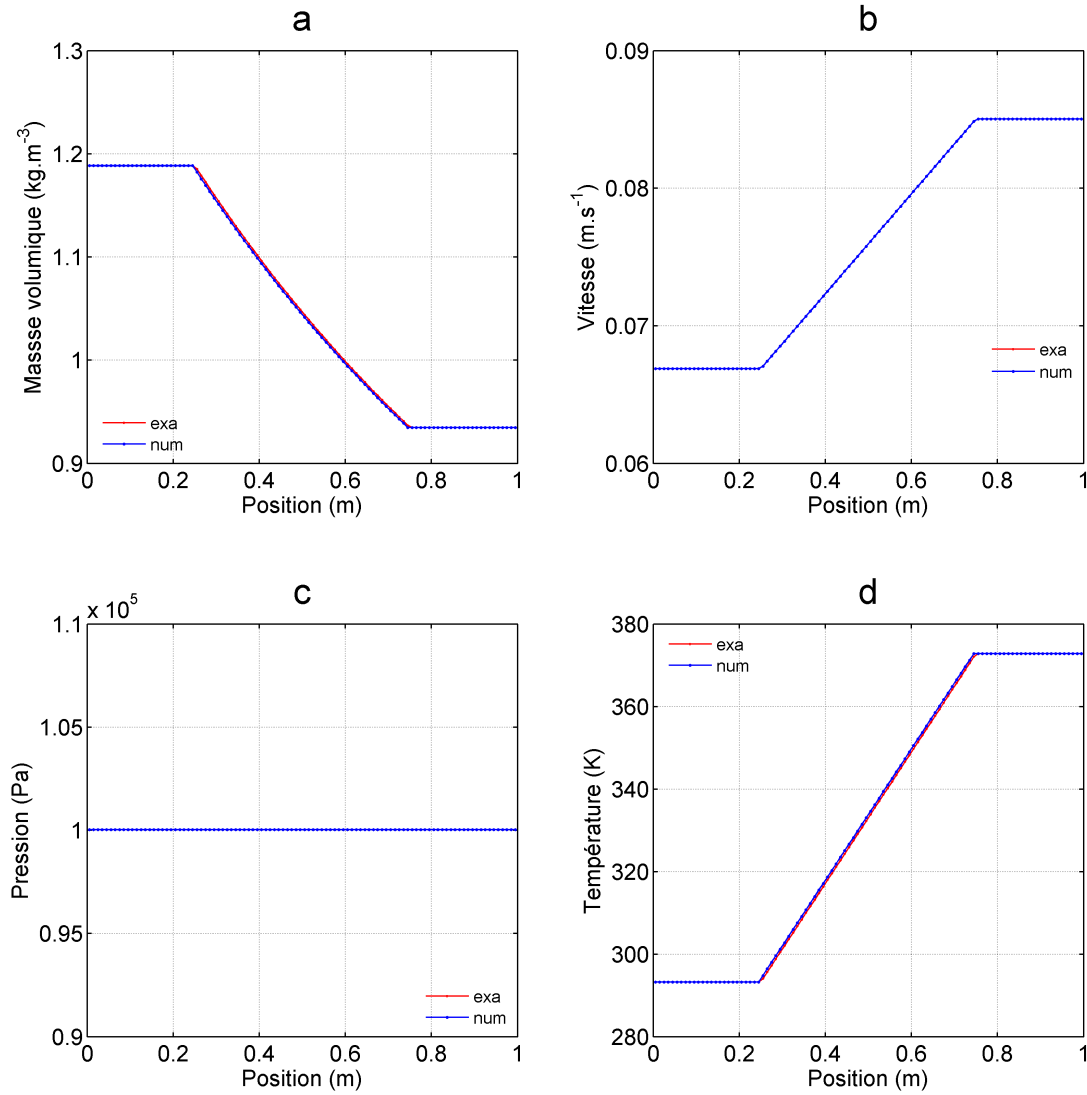 a
1.3
1.2
1.1
1
0.9
Massse volumique (kg.m-3)
exa
num
0 0.2 0.4 0.6 0.8 1
Position (m)
b
0.09
0.08
0.07
0.06
Vitesse (m.s-1)
exa
num
0 0.2 0.4 0.6 0.8 1
Position (m)
c
x 10^5
1.1
1.05
1
0.95
0.9
Pression (Pa)
exa
num
0 0.2 0.4 0.6 0.8 1
Position (m)
d
380
360
340
320
300
280
Température (K)
exa
num
0 0.2 0.4 0.6 0.8 1
Position (m)